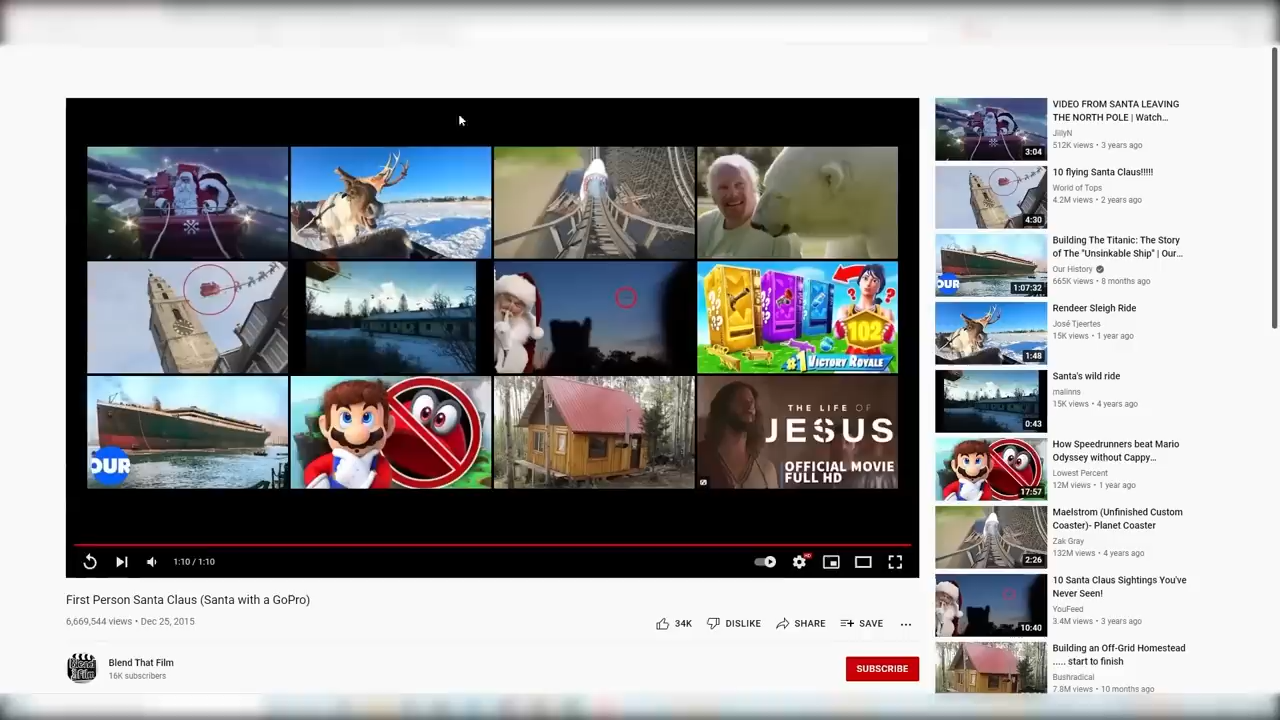 ??
?
??
??
102
#1 VICTORY ROYALE
OUR
THE LIFE OF
JESUS
OFFICIAL MOVIE
FULL HD
1:10 / 1:10
HD
First Person Santa Claus (Santa with a GoPro)
6,669,544 views • Dec 25, 2015
34K
DISLIKE
SHARE
SAVE
Blend That Film
Blend That Film
16K subscribers
SUBSCRIBE
VIDEO FROM SANTA LEAVING
THE NORTH POLE | Watch...
JillyN
512K views • 3 years ago
3:04
10 flying Santa Claus!!!!!
World of Tops
4.2M views • 2 years ago
4:30
Building The Titanic: The Story
of The "Unsinkable Ship" | Our...
Our History
665K views • 8 months ago
OUR
1:07:32
Rendeer Sleigh Ride
José Tjeertes
15K views • 1 year ago
1:48
Santa's wild ride
malinns
15K views • 4 years ago
0:43
How Speedrunners beat Mario
Odyssey without Cappy...
Lowest Percent
12M views • 1 year ago
17:57
Maelstrom (Unfinished Custom
Coaster)- Planet Coaster
Zak Gray
132M views • 4 years ago
2:26
10 Santa Claus Sightings You've
Never Seen!
YouFeed
3.4M views • 3 years ago
10:40
Building an Off-Grid Homestead
..... start to finish
Bushradical
7.8M views • 10 months ago